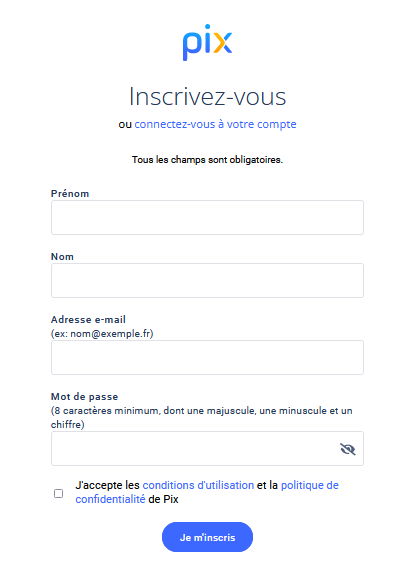 pix
Inscrivez-vous
ou connectez-vous à votre compte
Tous les champs sont obligatoires.
Prénom
Nom
Adresse e-mail
(ex: nom@exemple.fr)
Mot de passe
(8 caractères minimum, dont une majuscule, une minuscule et un
chiffre)
J'accepte les conditions d'utilisation et la politique de
confidentialité de Pix
Je m'inscris